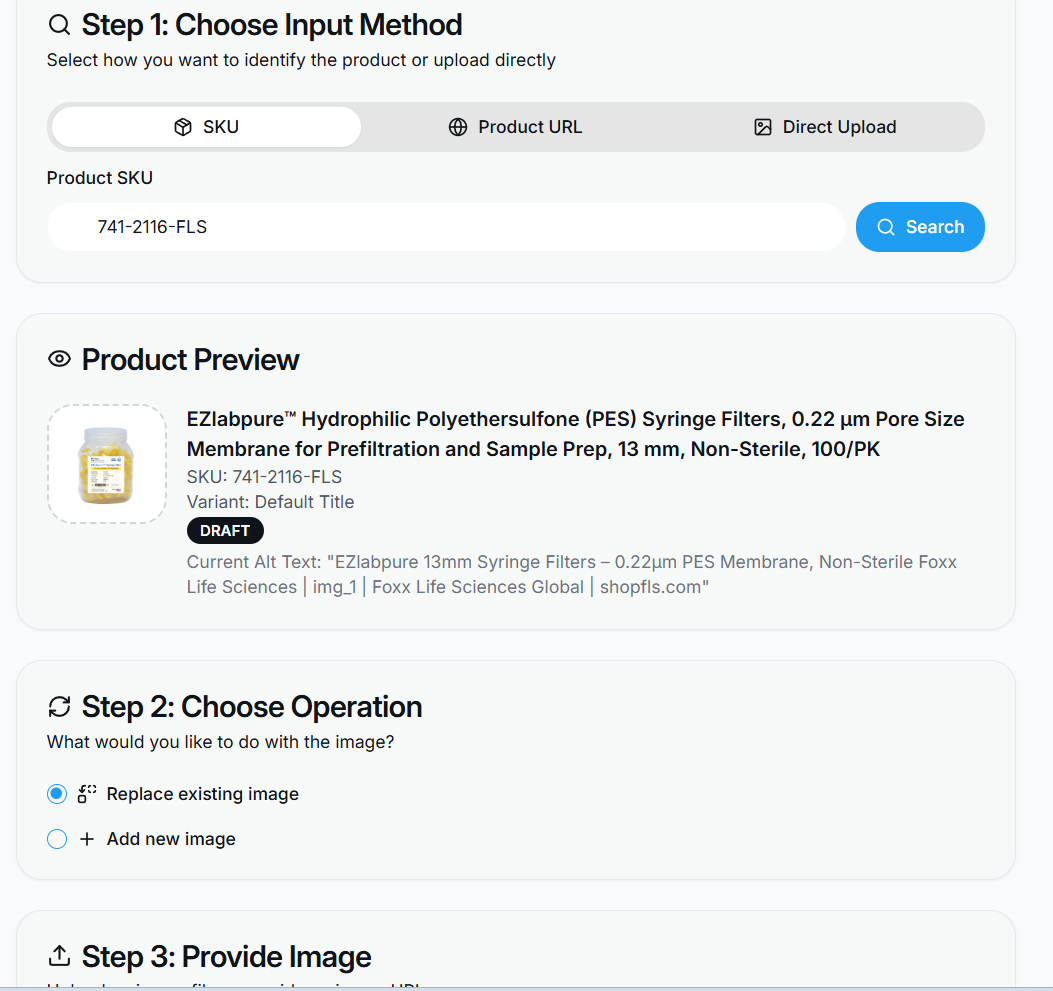 Step 1: Choose Input Method
Select how you want to identify the product or upload directly
SKU
Product URL
Direct Upload
Product SKU
741-2116-FLS
Search
Product Preview
EZlabpure™ Hydrophilic Polyethersulfone (PES) Syringe Filters, 0.22 µm Pore Size
Membrane for Prefiltration and Sample Prep, 13 mm, Non-Sterile, 100/PK
SKU: 741-2116-FLS
Variant: Default Title
DRAFT
Current Alt Text: "EZlabpure 13mm Syringe Filters – 0.22µm PES Membrane, Non-Sterile Foxx
Life Sciences | img_1 | Foxx Life Sciences Global | shopfls.com"
Step 2: Choose Operation
What would you like to do with the image?
Replace existing image
Add new image
Step 3: Provide Image